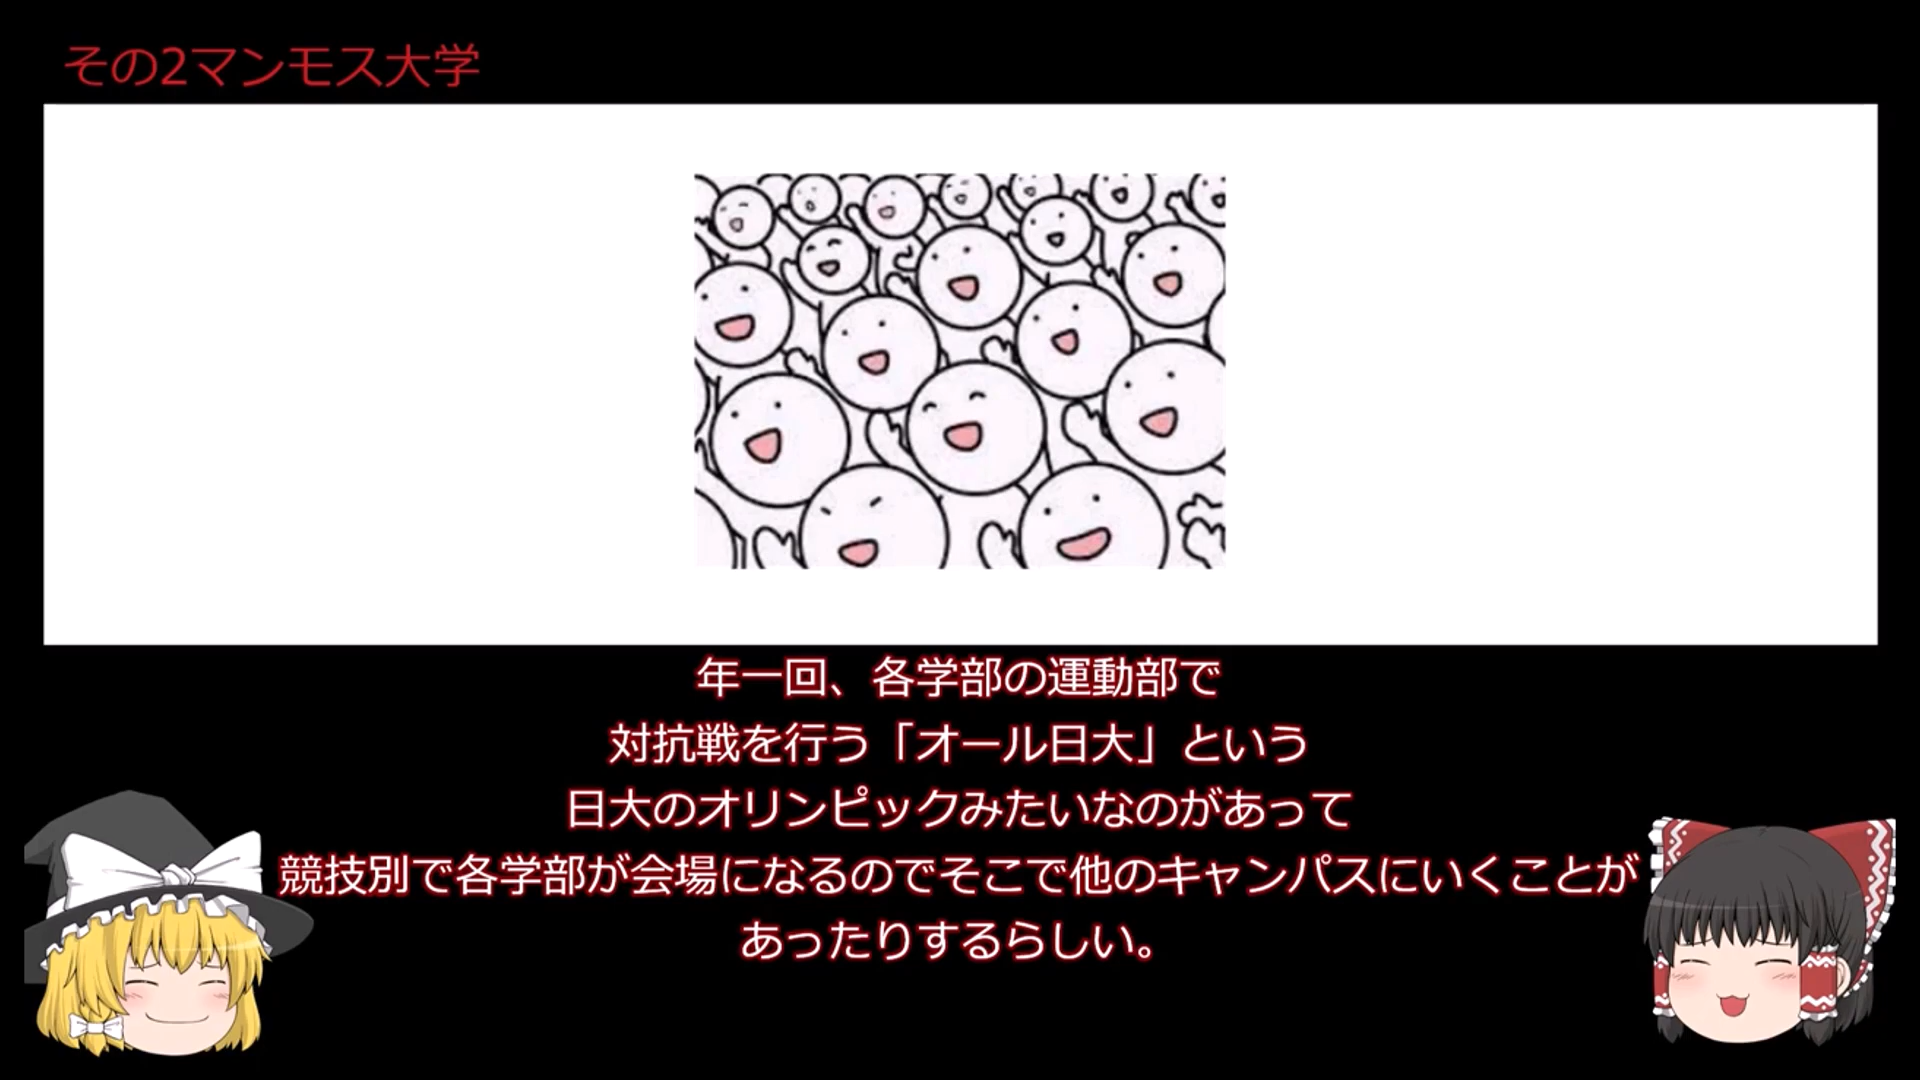 その2マンモス大学
年一回、各学部の運動部で
対抗戦を行う「オール日大」という
日大のオリンピックみたいなのがあって
競技別で各学部が会場になるのでそこで他のキャンパスにいくことが
あったりするらしい。